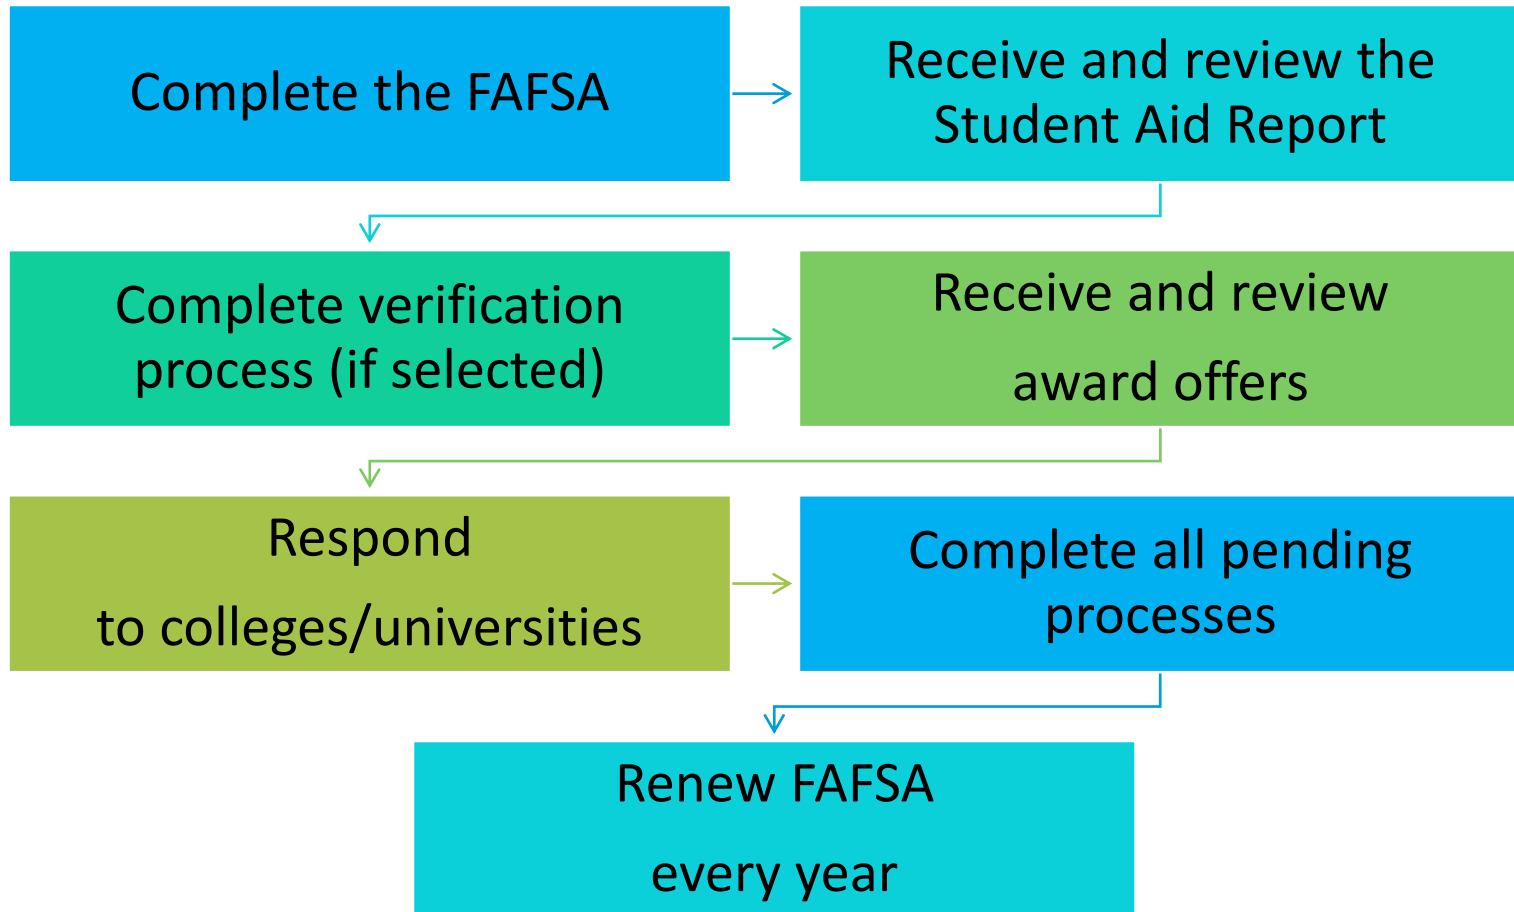 Complete the FAFSA
Receive and review the
Student Aid Report
Complete verification
process (if selected)
Receive and review
award offers
Respond
to colleges/universities
Complete all pending
processes
Renew FAFSA
every year